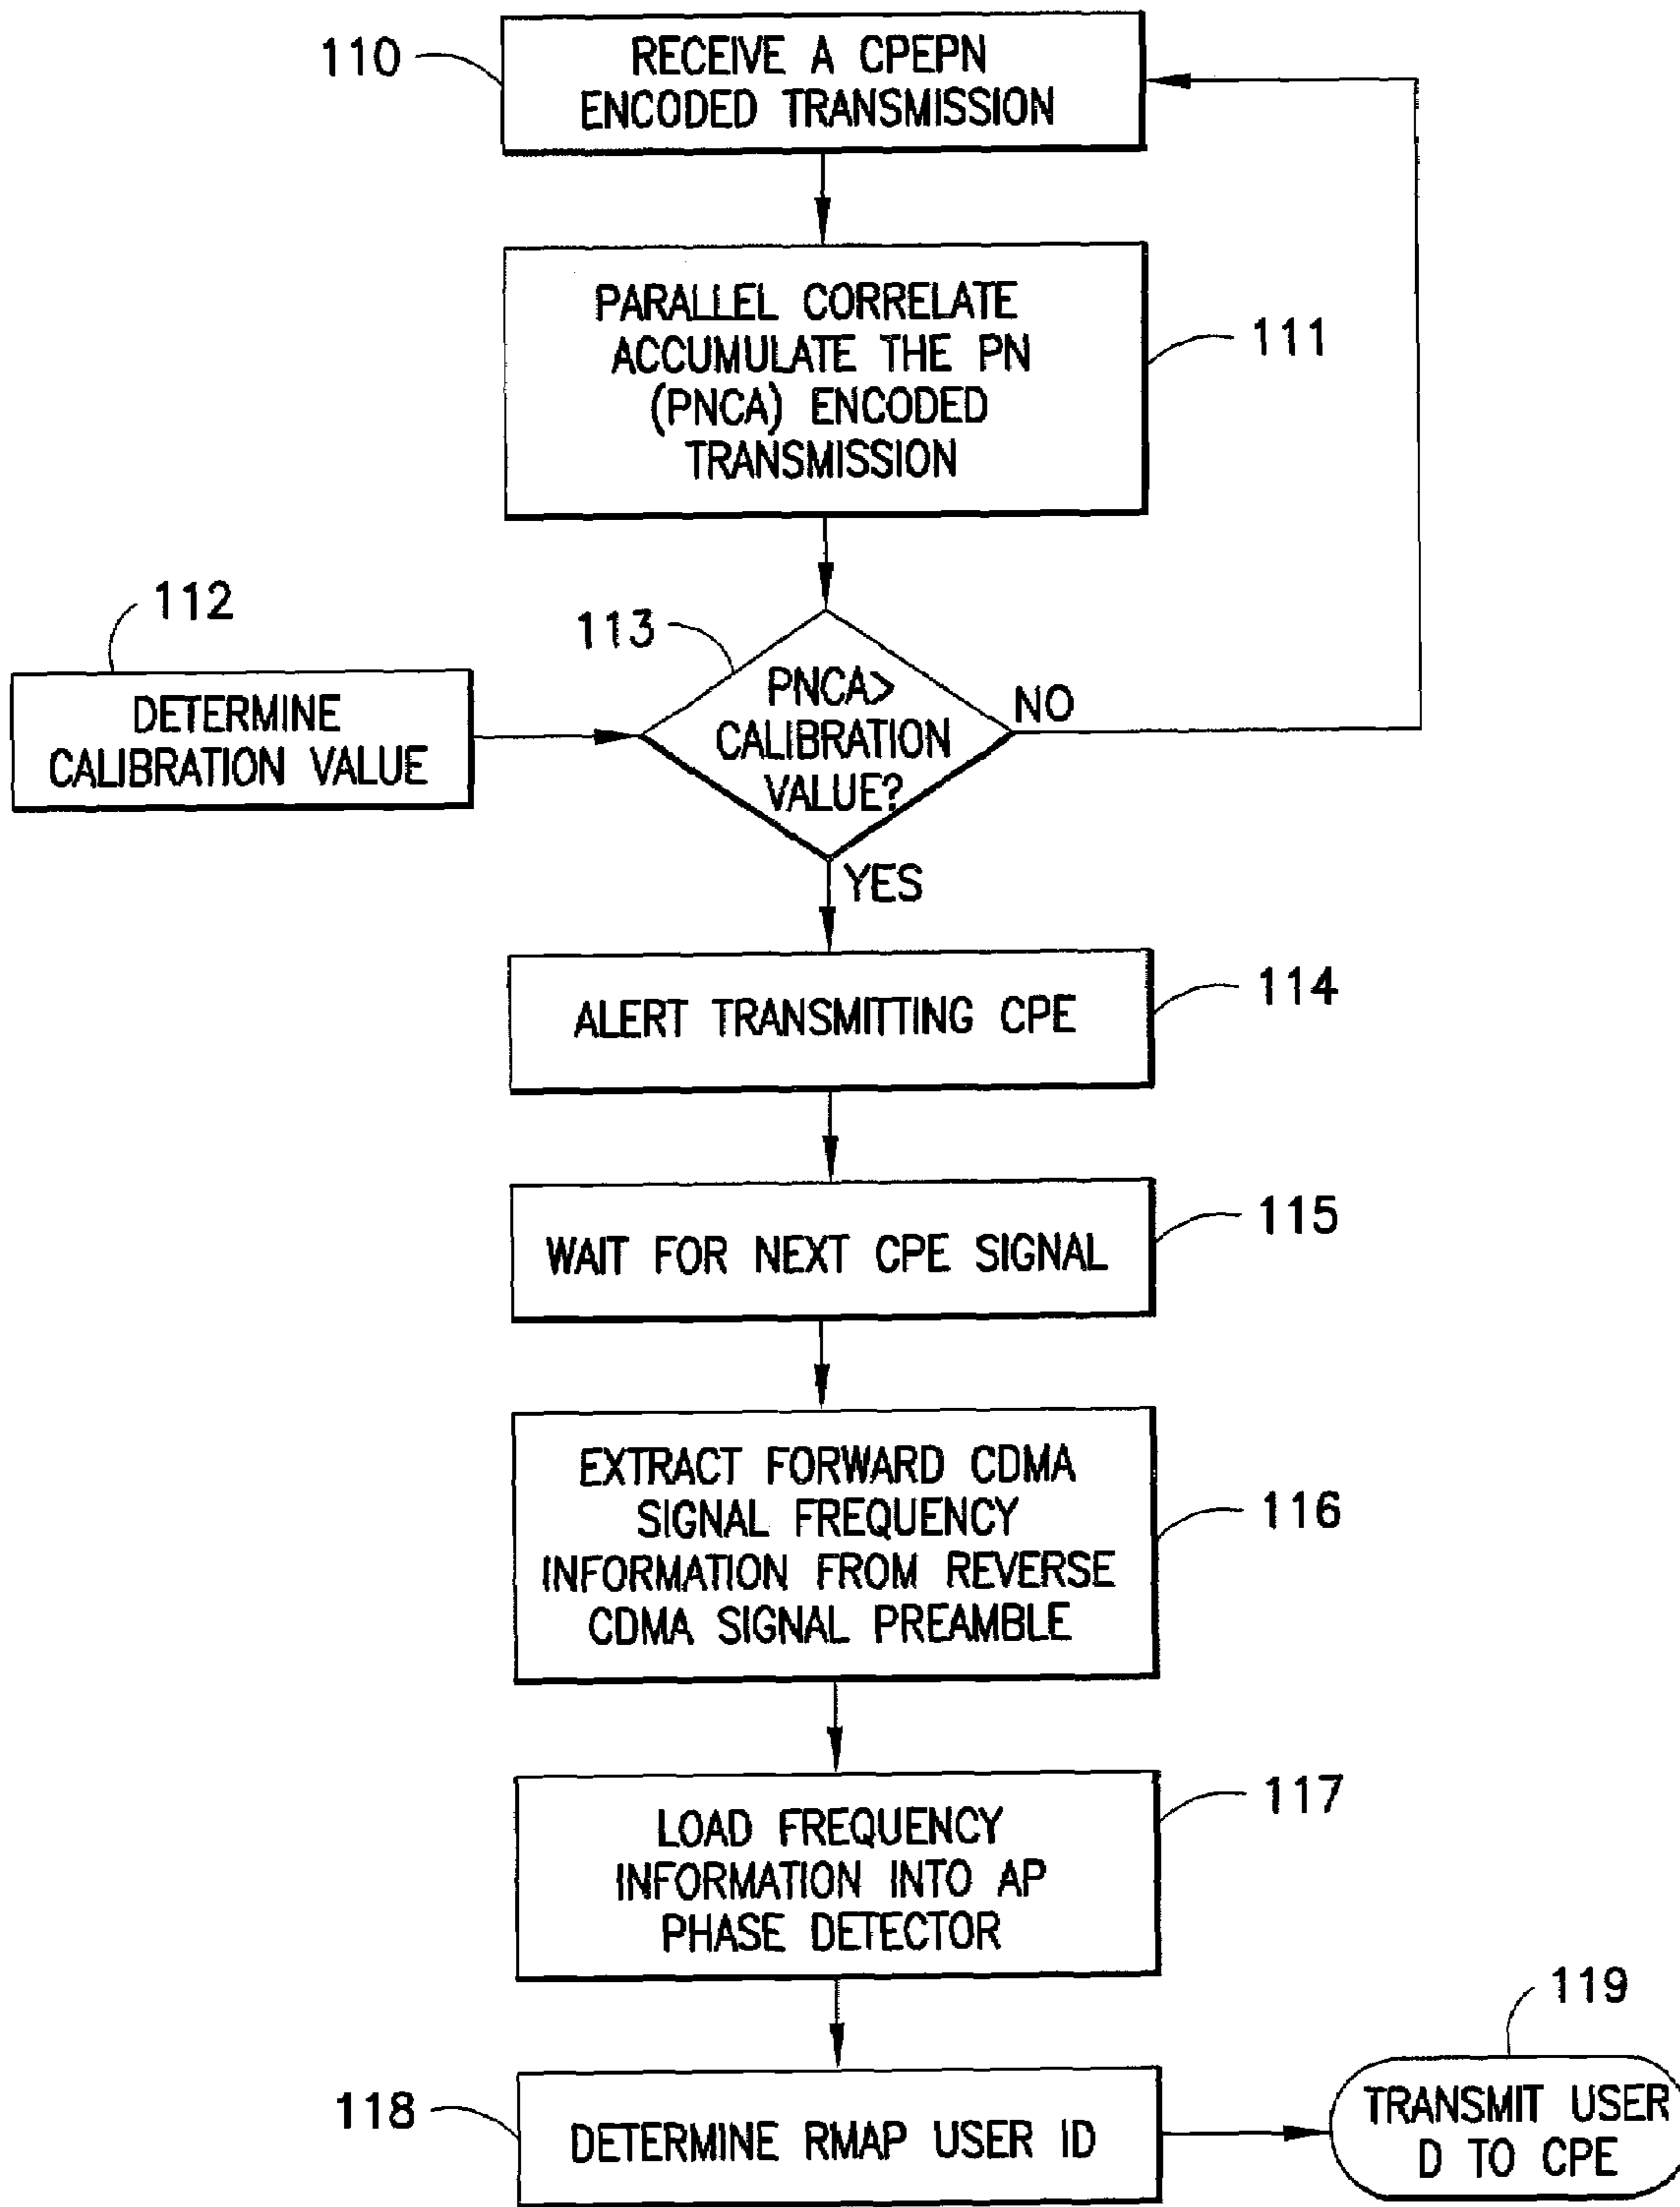 110
RECEIVE A CPEPN
ENCODED TRANSMISSION
PARALLEL CORRELATE
ACCUMULATE THE PN
(PNCA) ENCODED
TRANSMISSION
111
112
DETERMINE
CALIBRATION VALUE
113
PNCA>
CALIBRATION
VALUE?
NO
YES
ALERT TRANSMITTING CPE
114
WAIT FOR NEXT CPE SIGNAL
115
EXTRACT FORWARD CDMA
SIGNAL FREQUENCY
INFORMATION FROM REVERSE
CDMA SIGNAL PREAMBLE
116
LOAD FREQUENCY
INFORMATION INTO AP
PHASE DETECTOR
117
118
DETERMINE RMAP USER ID
119
TRANSMIT USER
D TO CPE